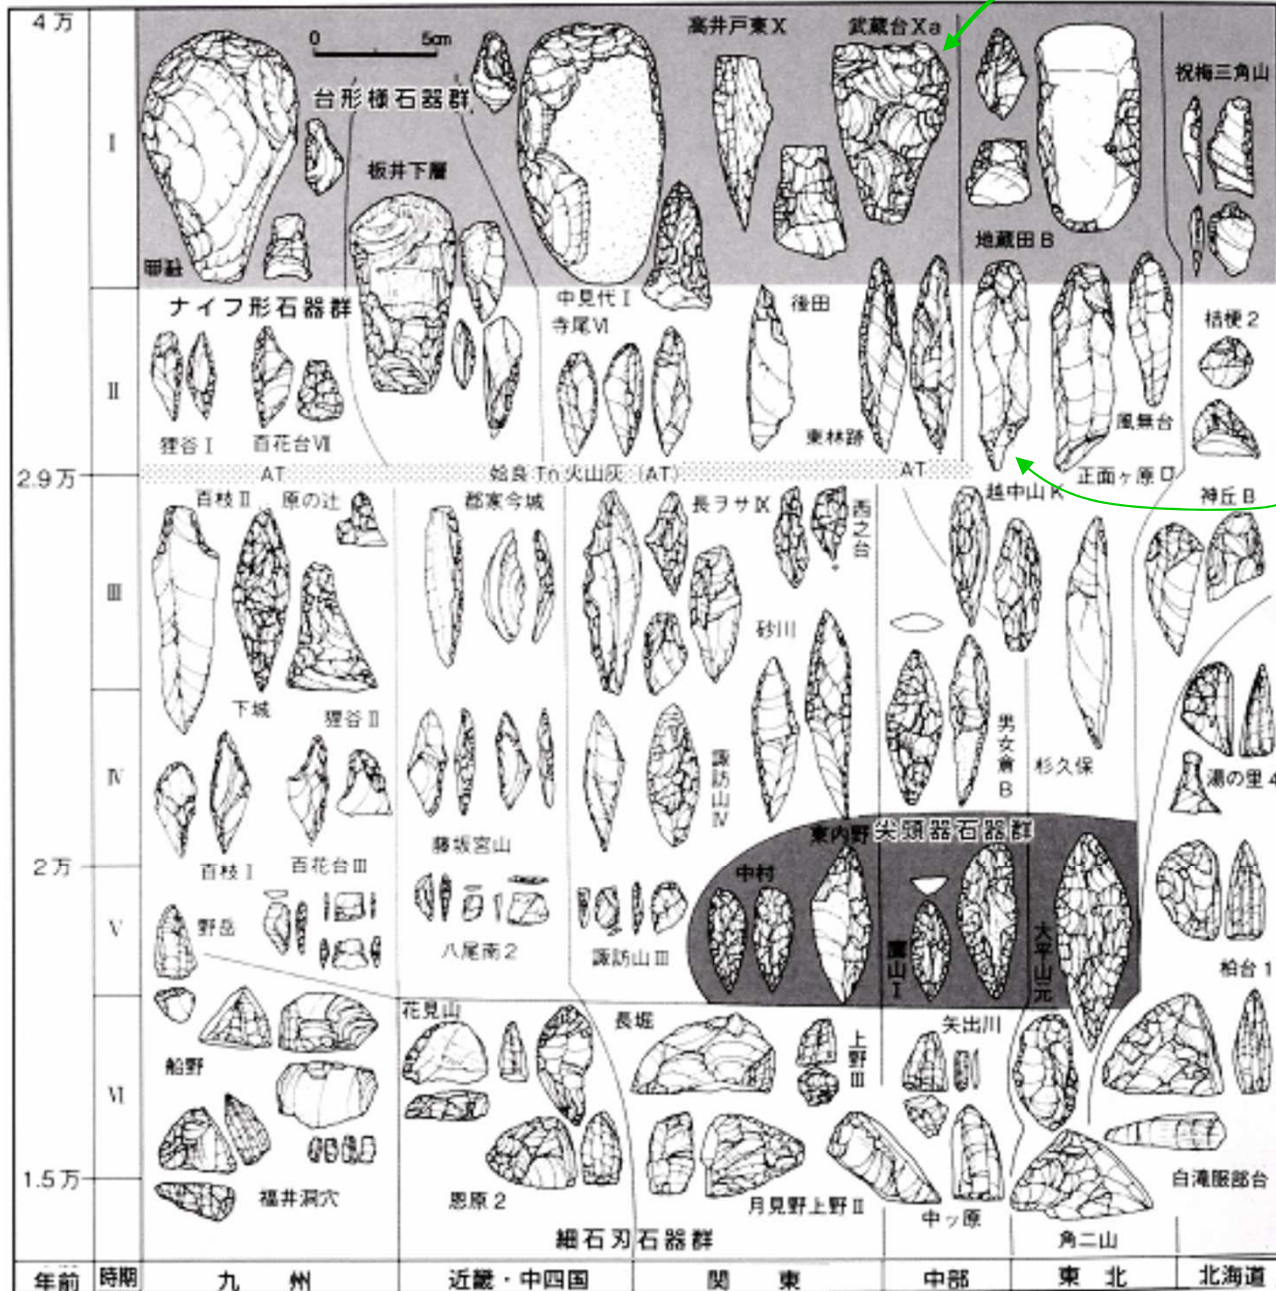 4万
0 5cm
高井戸東X 武蔵台Xa
祝梅三角山
台形様石器群
I
板井下層
地蔵田B
ナイフ形石器群
中見代I
寺尾VI
後田
桔梗2
II
狸谷I 百花台VII
東林跡
風無台
2.9万
AT 姶良Tn火山灰(AT) AT
正面ヶ原D
越中山K
百枝II 原の辻 郡家今城 長ヲサIX
西之台
神丘B
III
砂川
下城 狸谷II
男女倉B
杉久保
IV
諏訪山IV
湯の里4
藤坂宮山
東内野 尖頭器石器群
2万
百枝I 百花台III
中村
V
野岳
八尾南2 諏訪山III
鷹山I
大平山元
柏台1
花見山 長堀
上野III
矢出川
船野
VI
1.5万
福井洞穴 恩原2 月見野上野II
中ッ原
白滝服部台
細石刃石器群
角二山
年前 時期 九州 近畿・中四国 関東 中部 東北 北海道